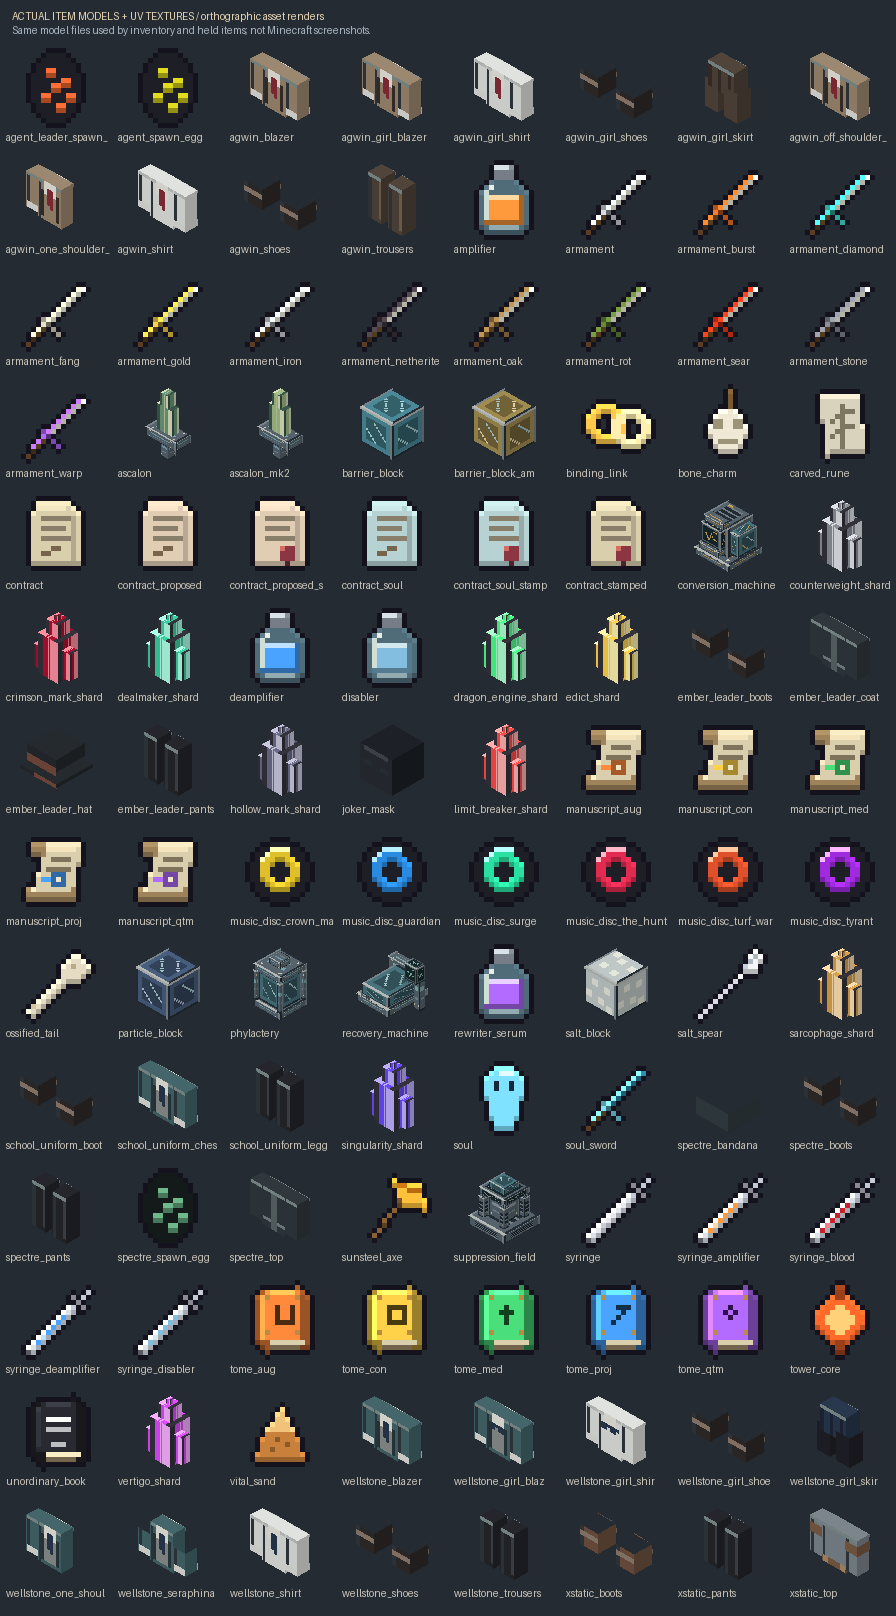 ACTUAL ITEM MODELS + UV TEXTURES / orthographic asset renders
Same model files used by inventory and held items; not Minecraft screenshots.
agent_leader_spawn_ agent_spawn_egg agwin_blazer agwin_girl_blazer agwin_girl_shirt agwin_girl_shoes agwin_girl_skirt agwin_off_shoulder_
agwin_one_shoulder_ agwin_shirt agwin_shoes agwin_trousers amplifier armament armament_burst armament_diamond
armament_fang armament_gold armament_iron armament_netherite armament_oak armament_rot armament_sear armament_stone
armament_warp ascalon ascalon_mk2 barrier_block barrier_block_am binding_link bone_charm carved_rune
contract contract_proposed contract_proposed_s contract_soul contract_soul_stamp contract_stamped conversion_machine counterweight_shard
crimson_mark_shard dealmaker_shard deamplifier disabler dragon_engine_shard edict_shard ember_leader_boots ember_leader_coat
ember_leader_hat ember_leader_pants hollow_mark_shard joker_mask limit_breaker_shard manuscript_aug manuscript_con manuscript_med
manuscript_proj manuscript_qtm music_disc_crown_ma music_disc_guardian music_disc_surge music_disc_the_hunt music_disc_turf_war music_disc_tyrant
ossified_tail particle_block phylactery recovery_machine rewriter_serum salt_block salt_spear sarcophage_shard
school_uniform_boot school_uniform_ches school_uniform_legg singularity_shard soul soul_sword spectre_bandana spectre_boots
spectre_pants spectre_spawn_egg spectre_top sunsteel_axe suppression_field syringe syringe_amplifier syringe_blood
syringe_deamplifier syringe_disabler tome_aug tome_con tome_med tome_proj tome_qtm tower_core
unordinary_book vertigo_shard vital_sand wellstone_blazer wellstone_girl_blaz wellstone_girl_shir wellstone_girl_shoe wellstone_girl_skir
wellstone_one_shoul wellstone_seraphina wellstone_shirt wellstone_shoes wellstone_trousers xstatic_boots xstatic_pants xstatic_top